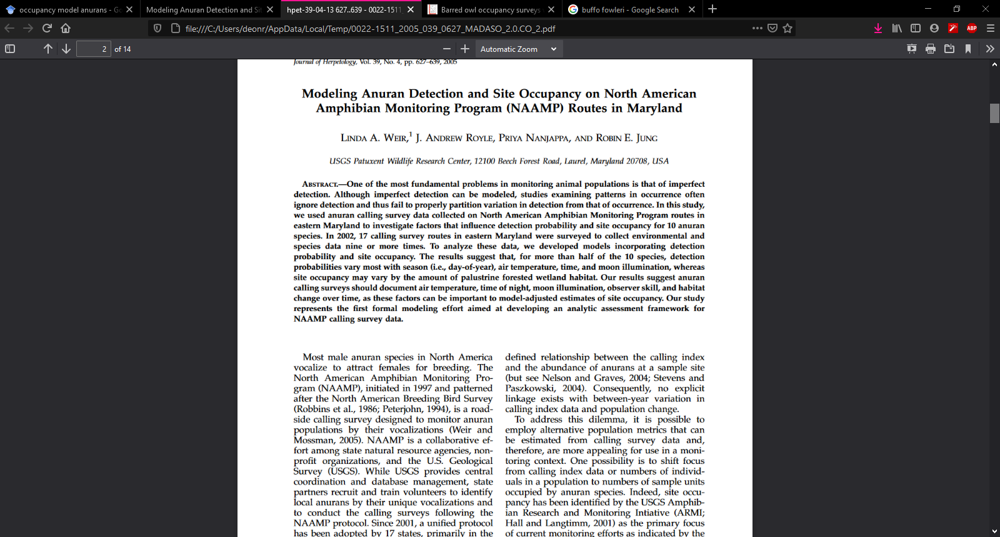 occupancy model anurans - Go
Modeling Anuran Detection and Sit
hpet-39-04-13 627..639 - 0022-1511_
Barred owl occupancy surveys
buffo fowleri - Google Search
file:///C:/Users/deonr/AppData/Local/Temp/0022-1511_2005_039_0627_MADASO_2.0.CO_2.pdf
ABP
2 of 14
Automatic Zoom
Journal of Herpetology, Vol. 39, No. 4, pp. 627–639, 2005
Modeling Anuran Detection and Site Occupancy on North American
Amphibian Monitoring Program (NAAMP) Routes in Maryland
LINDA A. WEIR,1 J. ANDREW ROYLE, PRIYA NANJAPPA, AND ROBIN E. JUNG
USGS Patuxent Wildlife Research Center, 12100 Beech Forest Road, Laurel, Maryland 20708, USA
ABSTRACT.—One of the most fundamental problems in monitoring animal populations is that of imperfect
detection. Although imperfect detection can be modeled, studies examining patterns in occurrence often
ignore detection and thus fail to properly partition variation in detection from that of occurrence. In this study,
we used anuran calling survey data collected on North American Amphibian Monitoring Program routes in
eastern Maryland to investigate factors that influence detection probability and site occupancy for 10 anuran
species. In 2002, 17 calling survey routes in eastern Maryland were surveyed to collect environmental and
species data nine or more times. To analyze these data, we developed models incorporating detection
probability and site occupancy. The results suggest that, for more than half of the 10 species, detection
probabilities vary most with season (i.e., day-of-year), air temperature, time, and moon illumination, whereas
site occupancy may vary by the amount of palustrine forested wetland habitat. Our results suggest anuran
calling surveys should document air temperature, time of night, moon illumination, observer skill, and habitat
change over time, as these factors can be important to model-adjusted estimates of site occupancy. Our study
represents the first formal modeling effort aimed at developing an analytic assessment framework for
NAAMP calling survey data.
Most male anuran species in North America
vocalize to attract females for breeding. The
North American Amphibian Monitoring Pro-
gram (NAAMP), initiated in 1997 and patterned
after the North American Breeding Bird Survey
(Robbins et al., 1986; Peterjohn, 1994), is a road-
side calling survey designed to monitor anuran
populations by their vocalizations (Weir and
Mossman, 2005). NAAMP is a collaborative ef-
fort among state natural resource agencies, non-
profit organizations, and the U.S. Geological
Survey (USGS). While USGS provides central
coordination and database management, state
partners recruit and train volunteers to identify
local anurans by their unique vocalizations and
to conduct the calling surveys following the
NAAMP protocol. Since 2001, a unified protocol
has been adopted by 17 states, primarily in the
defined relationship between the calling index
and the abundance of anurans at a sample site
(but see Nelson and Graves, 2004; Stevens and
Paszkowski, 2004). Consequently, no explicit
linkage exists with between-year variation in
calling index data and population change.
To address this dilemma, it is possible to
employ alternative population metrics that can
be estimated from calling survey data and,
therefore, are more appealing for use in a moni-
toring context. One possibility is to shift focus
from calling index data or numbers of individ-
uals in a population to numbers of sample units
occupied by anuran species. Indeed, site occu-
pancy has been identified by the USGS Amphib-
ian Research and Monitoring Intiative (ARMI;
Hall and Langtimm, 2001) as the primary focus
of current monitoring efforts as indicated by the